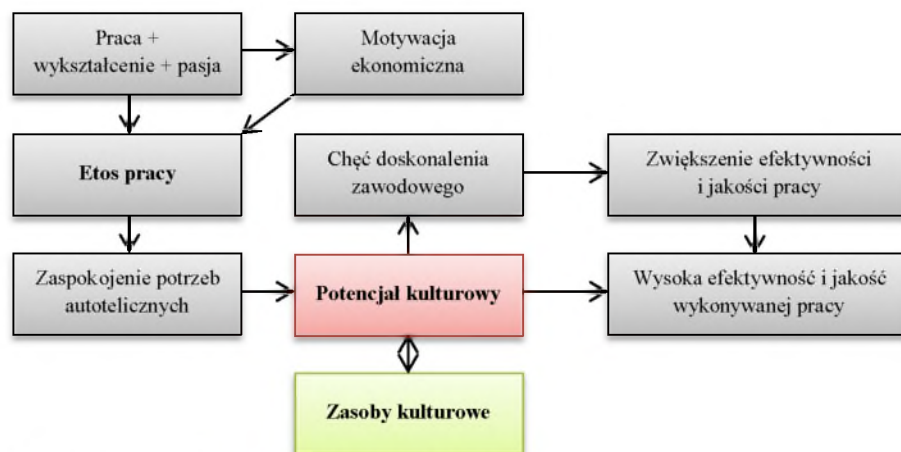 Praca +
wykształcenie + pasja
Motywacja
ekonomiczna
Etos pracy
Chęć doskonalenia
zawodowego
Zwiększenie efektywności
i jakości pracy
Zaspokojenie potrzeb
autotelicznych
Potencjał kulturowy
Wysoka efektywność i jakość
wykonywanej pracy
Zasoby kulturowe